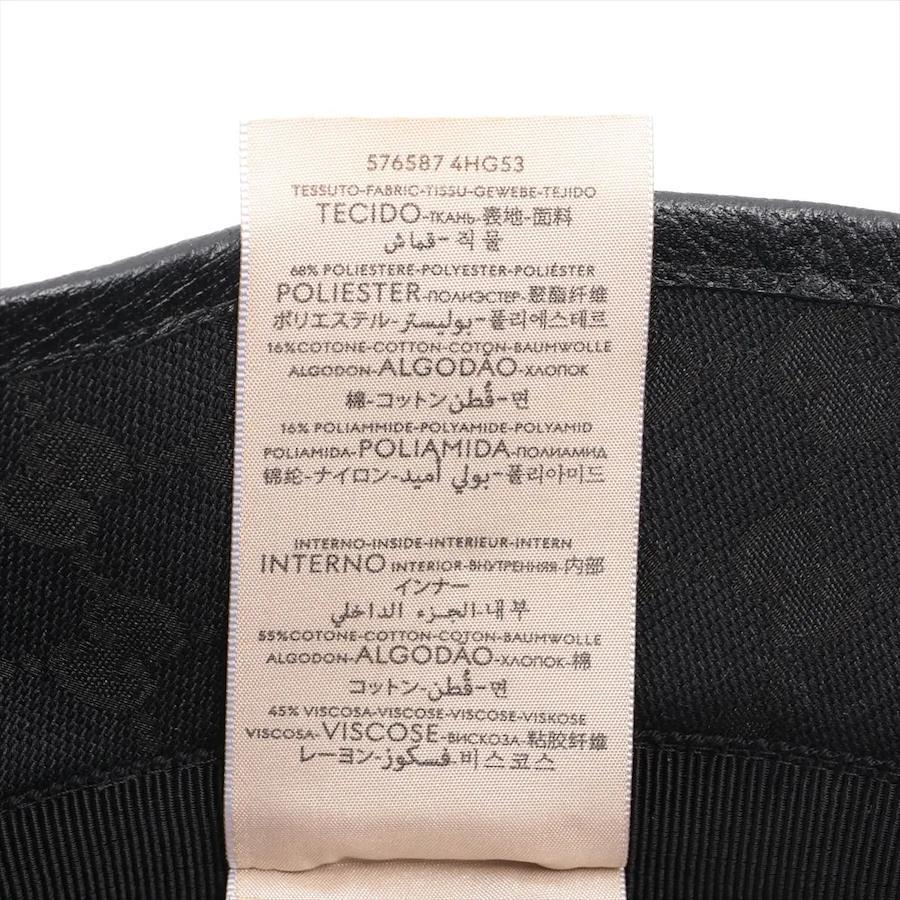 576587 4HG53
TESSUTO-FABRIC-TISSU-GEWEBE-TEJIDO
TECIDO-ТКАНЬ-表地-面料
قماش-직물
68% POLIESTERE-POLYESTER-POLIÉSTER
POLIESTER-ПОЛИЭСТЕР-聚酯纤维
ポリエステル-بوليستر-폴리에스테르
16%COTONE-COTTON-COTON-BAUMWOLLE
ALGODON-ALGODÃO-ХЛОПОК
棉-コットン-قُطن-면
16% POLIAMMIDE-POLYAMIDE-POLYAMID
POLIAMIDA-POLIAMIDA-ПОЛИАМИД
锦纶-ナイロン-بولي أميد-폴리아미드
INTERNO-INSIDE-INTERIEUR-INTERN
INTERNO INTERIOR-ВНУТРЕННЯЯ-内部
インナー
내부-الجزء الداخلي
55%COTONE-COTTON-COTON-BAUMWOLLE
ALGODON-ALGODÃO-ХЛОПОК-棉
コットン-قُطن-면
45% VISCOSA-VISCOSE-VISCOSE-VISKOSE
VISCOSA-VISCOSE-ВИСКОЗА-粘胶纤维
レーヨン-فسكوز-비스코스